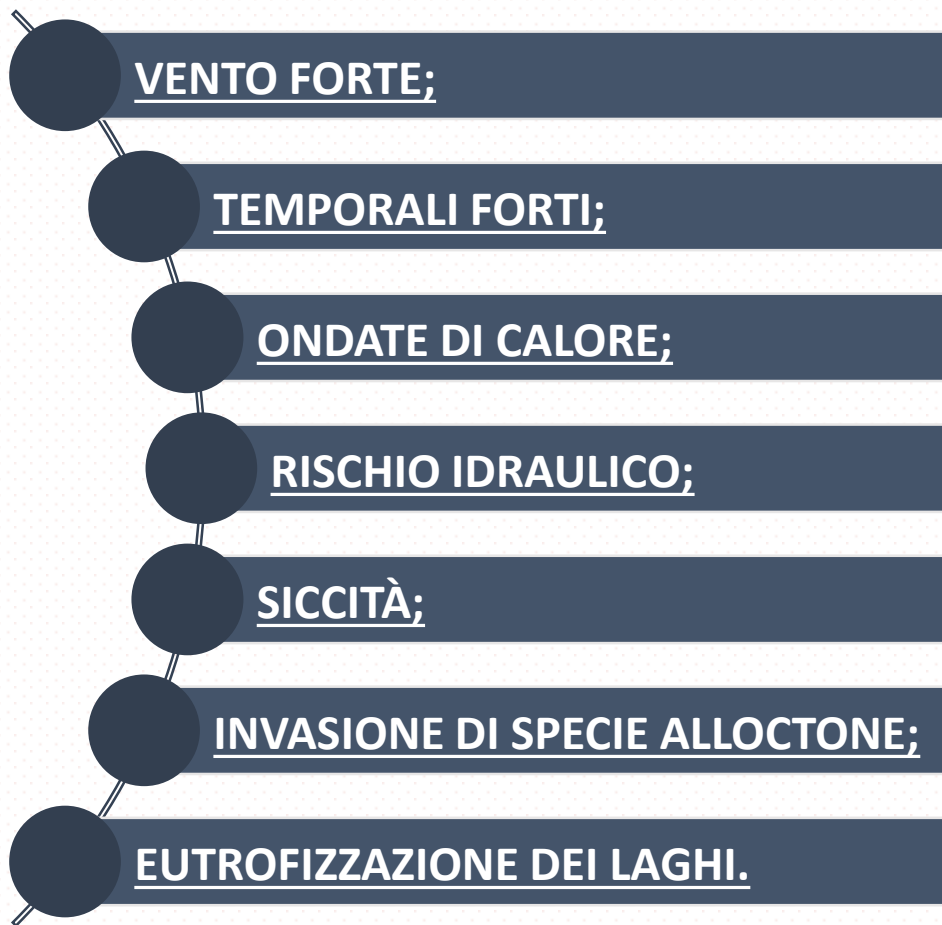 VENTO FORTE;
TEMPORALI FORTI;
ONDATE DI CALORE;
RISCHIO IDRAULICO;
SICCITÀ;
INVASIONE DI SPECIE ALLOCTONE;
EUTROFIZZAZIONE DEI LAGHI.